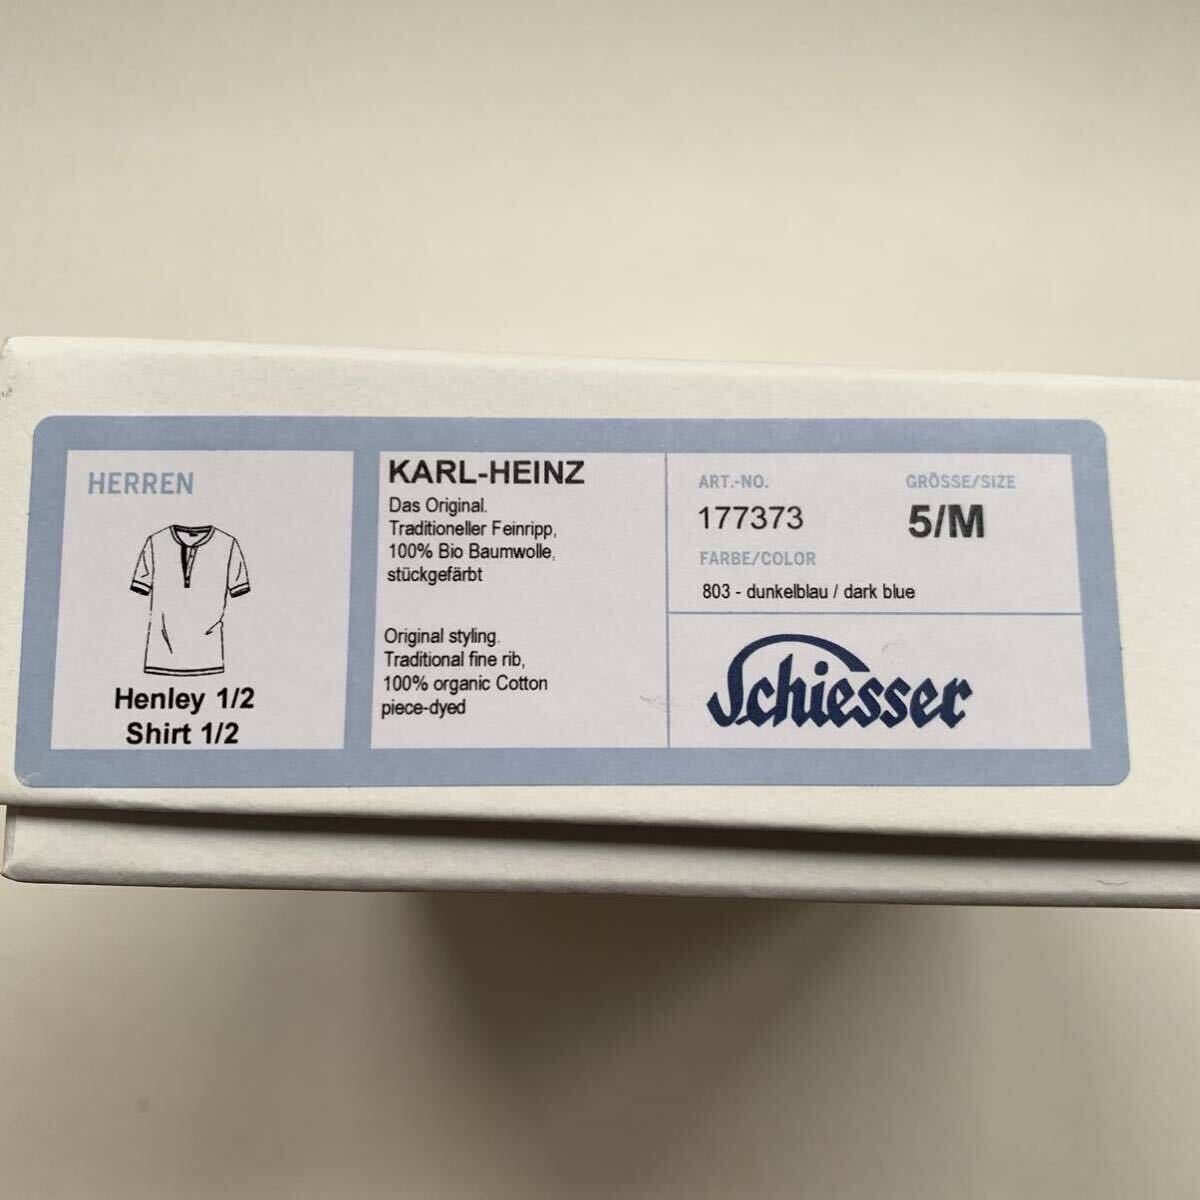 HERREN
Henley 1/2
Shirt 1/2
KARL-HEINZ
Das Original.
Traditioneller Feinripp,
100% Bio Baumwolle,
stückgefärbt
Original styling.
Traditional fine rib,
100% organic Cotton
piece-dyed
ART.-NO.
177373
GRÖSSE/SIZE
5/M
FARBE/COLOR
803 - dunkelblau / dark blue
Schiesser